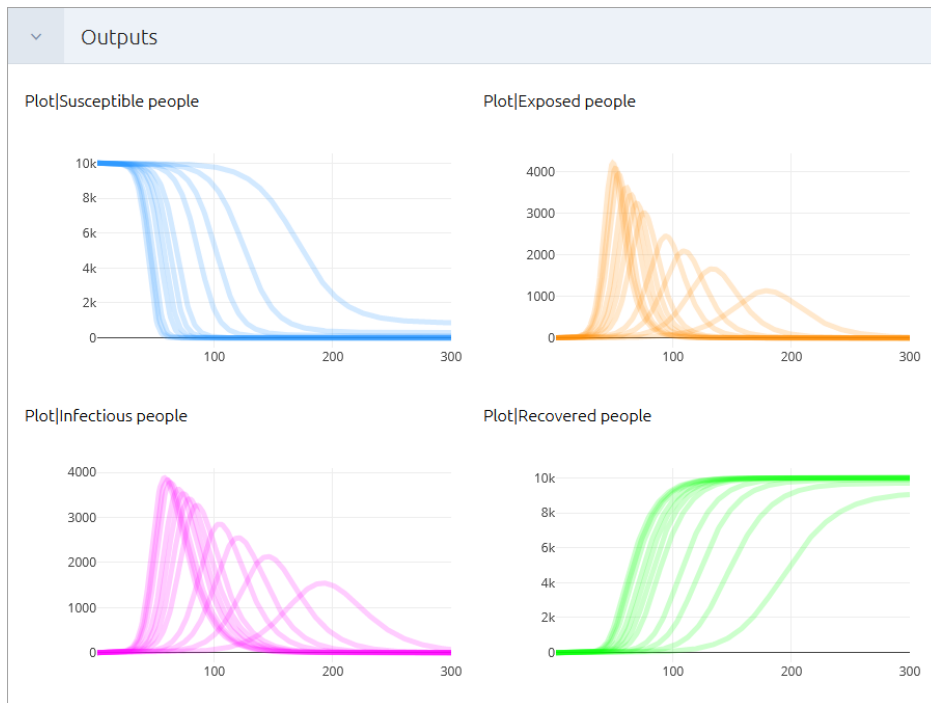 Outputs
Plot|Susceptible people
Plot|Exposed people
10k
8k
6k
4k
2k
0
100
200
300
4000
3000
2000
1000
0
100
200
300
Plot|Infectious people
Plot|Recovered people
4000
3000
2000
1000
0
100
200
300
10k
8k
6k
4k
2k
0
100
200
300